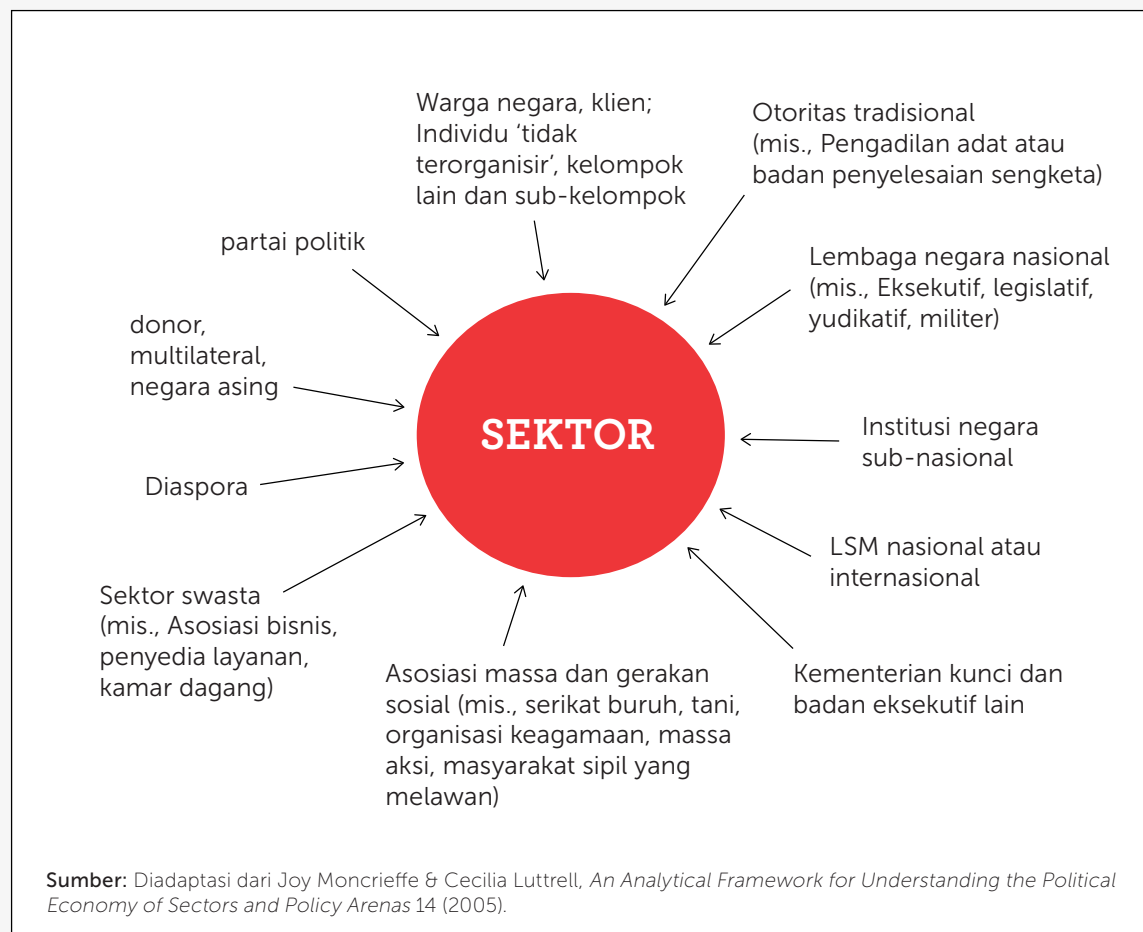 Warga negara, klien;
Individu ‘tidak
terorganisir’, kelompok
lain dan sub-kelompok
Otoritas tradisional
(mis., Pengadilan adat atau
badan penyelesaian sengketa)
partai politik
Lembaga negara nasional
(mis., Eksekutif, legislatif,
yudikatif, militer)
donor,
multilateral,
negara asing
SEKTOR
Institusi negara
sub-nasional
Diaspora
LSM nasional atau
internasional
Sektor swasta
(mis., Asosiasi bisnis,
penyedia layanan,
kamar dagang)
Asosiasi massa dan gerakan
sosial (mis., serikat buruh, tani,
organisasi keagamaan, massa
aksi, masyarakat sipil yang
melawan)
Kementerian kunci dan
badan eksekutif lain
Sumber: Diadaptasi dari Joy Moncrieffe & Cecilia Luttrell, An Analytical Framework for Understanding the Political
Economy of Sectors and Policy Arenas 14 (2005).